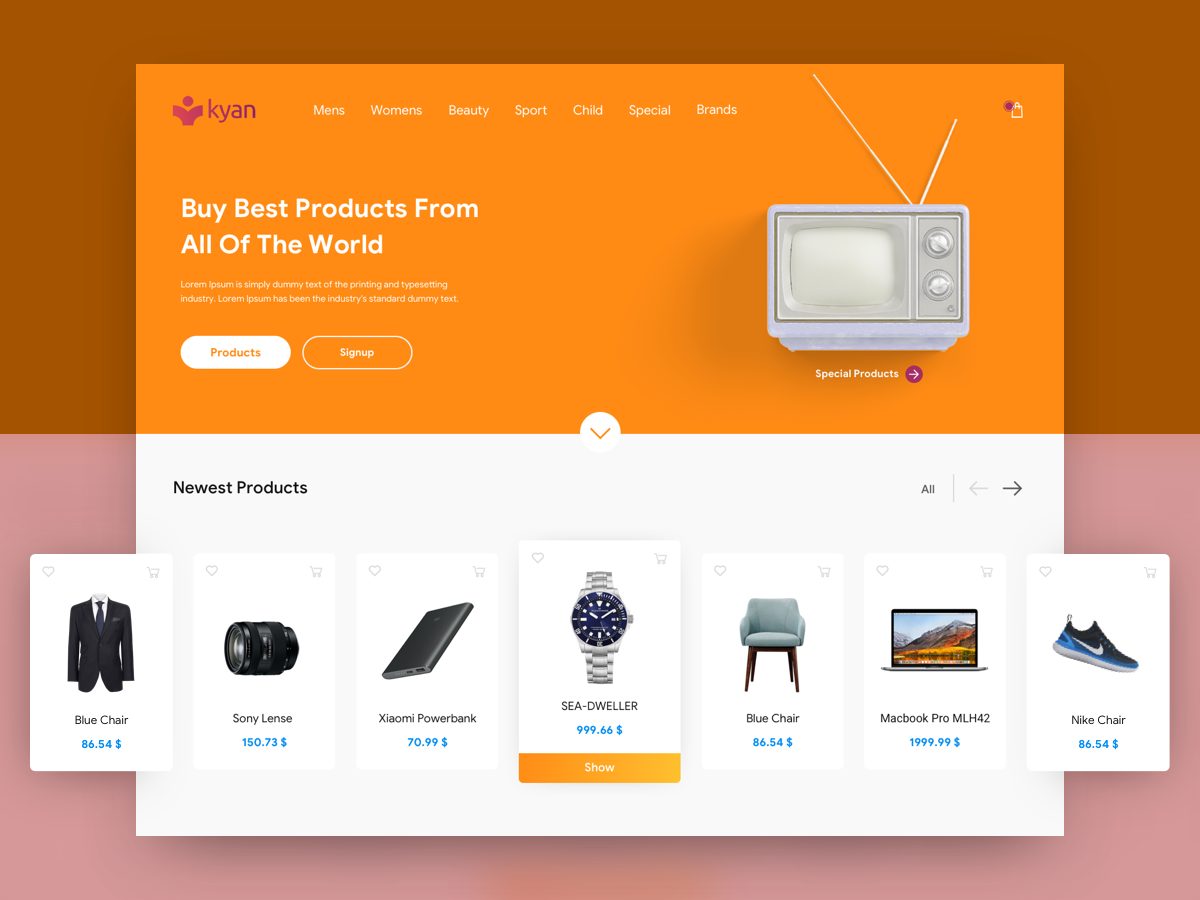 kyan
Mens Womens Beauty Sport Child Special Brands
Buy Best Products From
All Of The World
Lorem Ipsum is simply dummy text of the printing and typesetting
industry. Lorem Ipsum has been the industry's standard dummy text.
Products Signup
Special Products
Newest Products
All
Blue Chair
86.54 $
Sony Lense
150.73 $
Xiaomi Powerbank
70.99 $
SEA-DWELLER
999.66 $
Show
Blue Chair
86.54 $
Macbook Pro MLH42
1999.99 $
Nike Chair
86.54 $